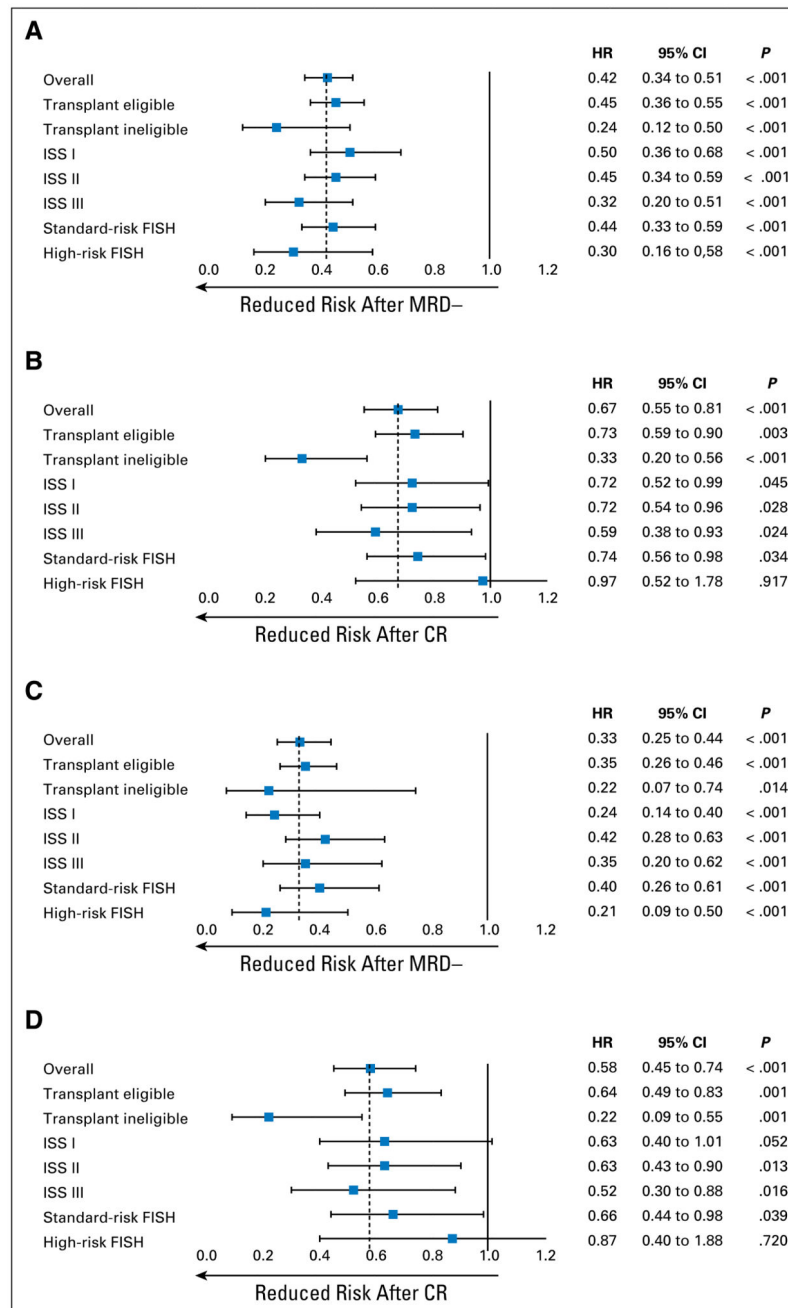 A
HR 95% CI P
Overall 0.42 0.34 to 0.51 < .001
Transplant eligible 0.45 0.36 to 0.55 < .001
Transplant ineligible 0.24 0.12 to 0.50 < .001
ISS I 0.50 0.36 to 0.68 < .001
ISS II 0.45 0.34 to 0.59 < .001
ISS III 0.32 0.20 to 0.51 < .001
Standard-risk FISH 0.44 0.33 to 0.59 < .001
High-risk FISH 0.30 0.16 to 0,58 < .001
0.0 0.2 0.4 0.6 0.8 1.0 1.2
Reduced Risk After MRD–
B
HR 95% CI P
Overall 0.67 0.55 to 0.81 < .001
Transplant eligible 0.73 0.59 to 0.90 .003
Transplant ineligible 0.33 0.20 to 0.56 < .001
ISS I 0.72 0.52 to 0.99 .045
ISS II 0.72 0.54 to 0.96 .028
ISS III 0.59 0.38 to 0.93 .024
Standard-risk FISH 0.74 0.56 to 0.98 .034
High-risk FISH 0.97 0.52 to 1.78 .917
0.0 0.2 0.4 0.6 0.8 1.0 1.2
Reduced Risk After CR
C
HR 95% CI P
Overall 0.33 0.25 to 0.44 < .001
Transplant eligible 0.35 0.26 to 0.46 < .001
Transplant ineligible 0.22 0.07 to 0.74 .014
ISS I 0.24 0.14 to 0.40 < .001
ISS II 0.42 0.28 to 0.63 < .001
ISS III 0.35 0.20 to 0.62 < .001
Standard-risk FISH 0.40 0.26 to 0.61 < .001
High-risk FISH 0.21 0.09 to 0.50 < .001
0.0 0.2 0.4 0.6 0.8 1.0 1.2
Reduced Risk After MRD–
D
HR 95% CI P
Overall 0.58 0.45 to 0.74 < .001
Transplant eligible 0.64 0.49 to 0.83 .001
Transplant ineligible 0.22 0.09 to 0.55 .001
ISS I 0.63 0.40 to 1.01 .052
ISS II 0.63 0.43 to 0.90 .013
ISS III 0.52 0.30 to 0.88 .016
Standard-risk FISH 0.66 0.44 to 0.98 .039
High-risk FISH 0.87 0.40 to 1.88 .720
0.0 0.2 0.4 0.6 0.8 1.0 1.2
Reduced Risk After CR